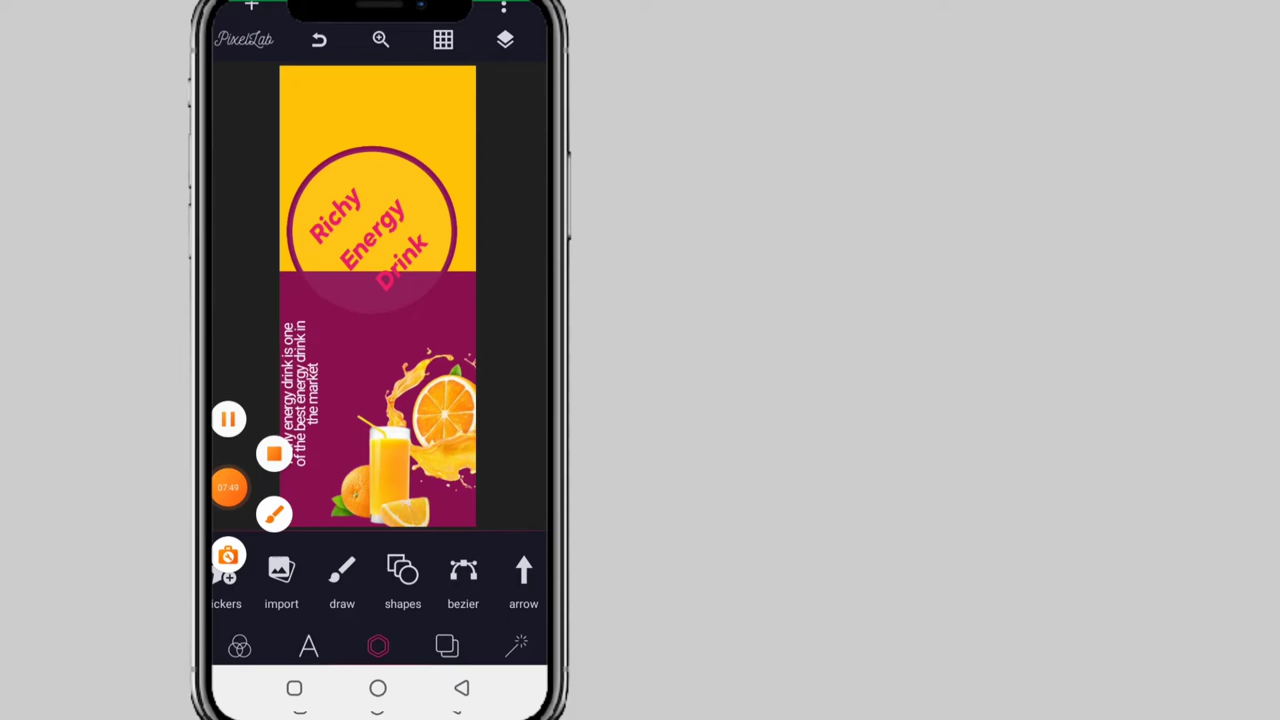 PixelLab
Richy
Energy
Drink
energy drink is one
of the best energy drink in
the market
07:49
ickers
import
draw
shapes
bezier
arrow